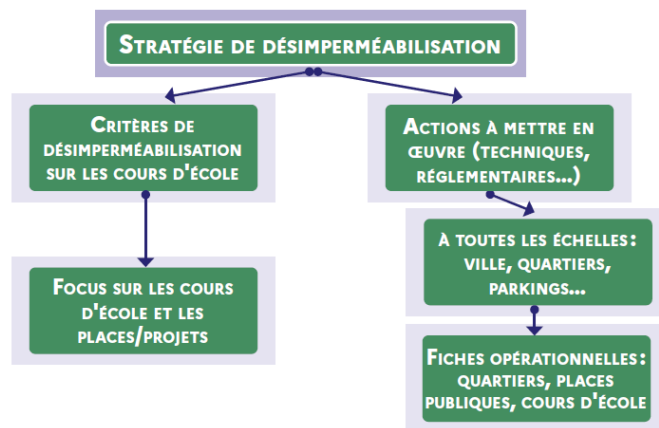 Stratégie de désimperméabilisation
Critères de
désimperméabilisation
sur les cours d'école
Actions à mettre en
œuvre (techniques,
réglementaires...)
À toutes les échelles :
ville, quartiers,
parkings...
Focus sur les cours
d'école et les
places/projets
Fiches opérationnelles :
quartiers, places
publiques, cours d'école